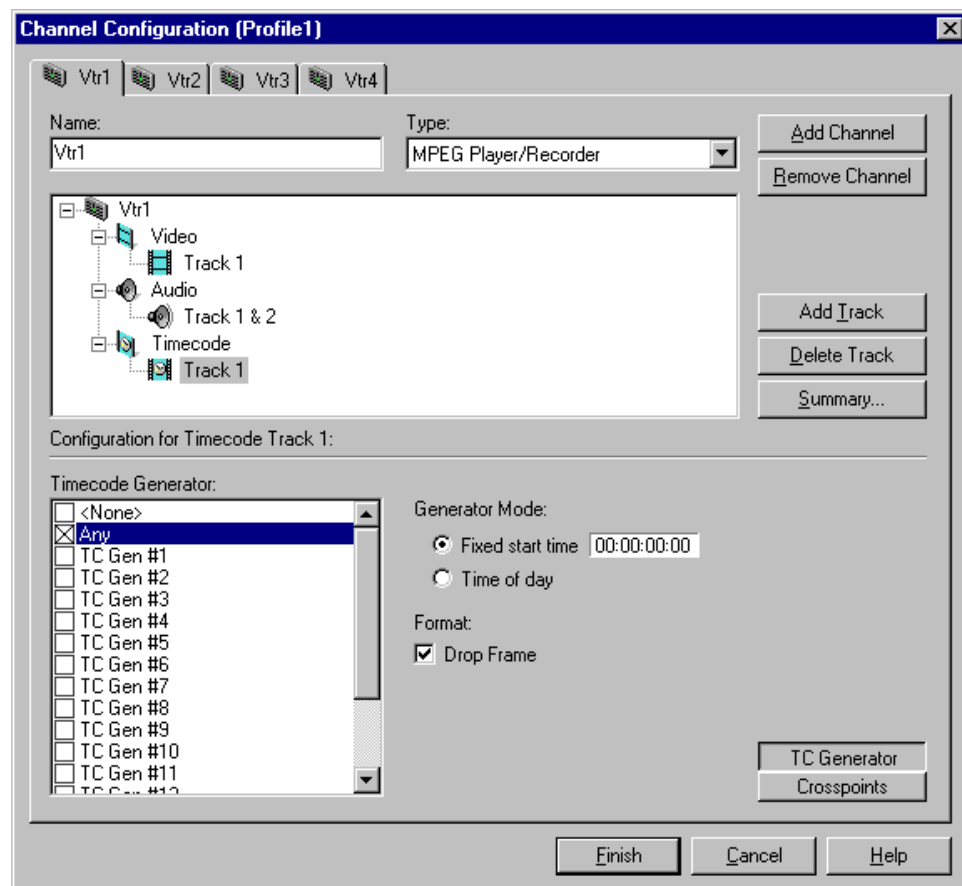 Channel Configuration (Profile1)
Vtr1 Vtr2 Vtr3 Vtr4
Name:
Vtr1
Type:
MPEG Player/Recorder
Add Channel
Remove Channel
Vtr1
Video
Track 1
Audio
Track 1 & 2
Timecode
Track 1
Add Track
Delete Track
Summary...
Configuration for Timecode Track 1:
Timecode Generator:
<None>
Any
TC Gen #1
TC Gen #2
TC Gen #3
TC Gen #4
TC Gen #5
TC Gen #6
TC Gen #7
TC Gen #8
TC Gen #9
TC Gen #10
TC Gen #11
TC Gen #12
Generator Mode:
Fixed start time 00:00:00:00
Time of day
Format:
Drop Frame
TC Generator
Crosspoints
Finish Cancel Help